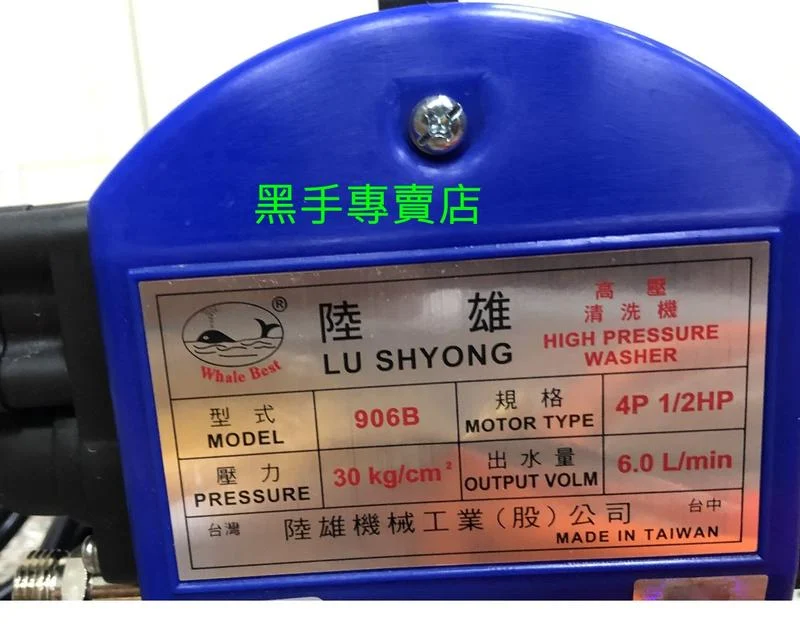 黑手專賣店
®
Whale Best
陸雄
LU SHYONG
高壓
清洗機
HIGH PRESSURE
WASHER
型式
MODEL
906B
規格
MOTOR TYPE
4P 1/2HP
壓力
PRESSURE
30 kg/cm²
出水量
OUTPUT VOLM
6.0 L/min
台灣
陸雄機械工業(股)公司
台中
MADE IN TAIWAN